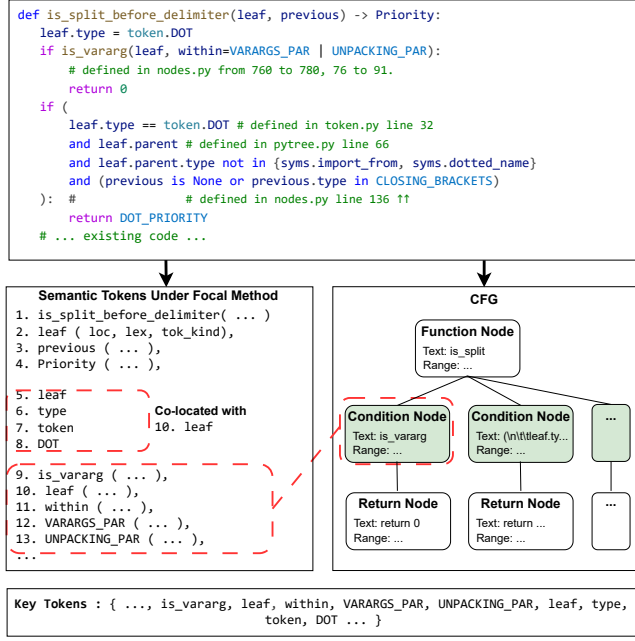 def is_split_before_delimiter(leaf, previous) -> Priority:
leaf.type = token.DOT
if is_vararg(leaf, within=VARARGS_PAR | UNPACKING_PAR):
# defined in nodes.py from 760 to 780, 76 to 91.
return 0
if (
leaf.type == token.DOT # defined in token.py line 32
and leaf.parent # defined in pytree.py line 66
and leaf.parent.type not in {syms.import_from, syms.dotted_name}
and (previous is None or previous.type in CLOSING_BRACKETS)
): # # defined in nodes.py line 136 ↑↑
return DOT_PRIORITY
# ... existing code ...
Semantic Tokens Under Focal Method
1. is_split_before_delimiter( ... )
2. leaf ( loc, lex, tok_kind),
3. previous ( ... ),
4. Priority ( ... ),
5. leaf
6. type
7. token
8. DOT
Co-located with
10. leaf
9. is_vararg ( ... ),
10. leaf ( ... ),
11. within ( ... ),
12. VARARGS_PAR ( ... ),
13. UNPACKING_PAR ( ... ),
...
CFG
Function Node
Text: is_split
Range: ...
Condition Node
Text: is_vararg
Range: ...
Condition Node
Text: (\n\t\tleaf.ty...
Range: ...
...
Return Node
Text: return 0
Range: ...
Return Node
Text: return ...
Range: ...
...
Key Tokens : { ..., is_vararg, leaf, within, VARARGS_PAR, UNPACKING_PAR, leaf, type,
token, DOT ... }